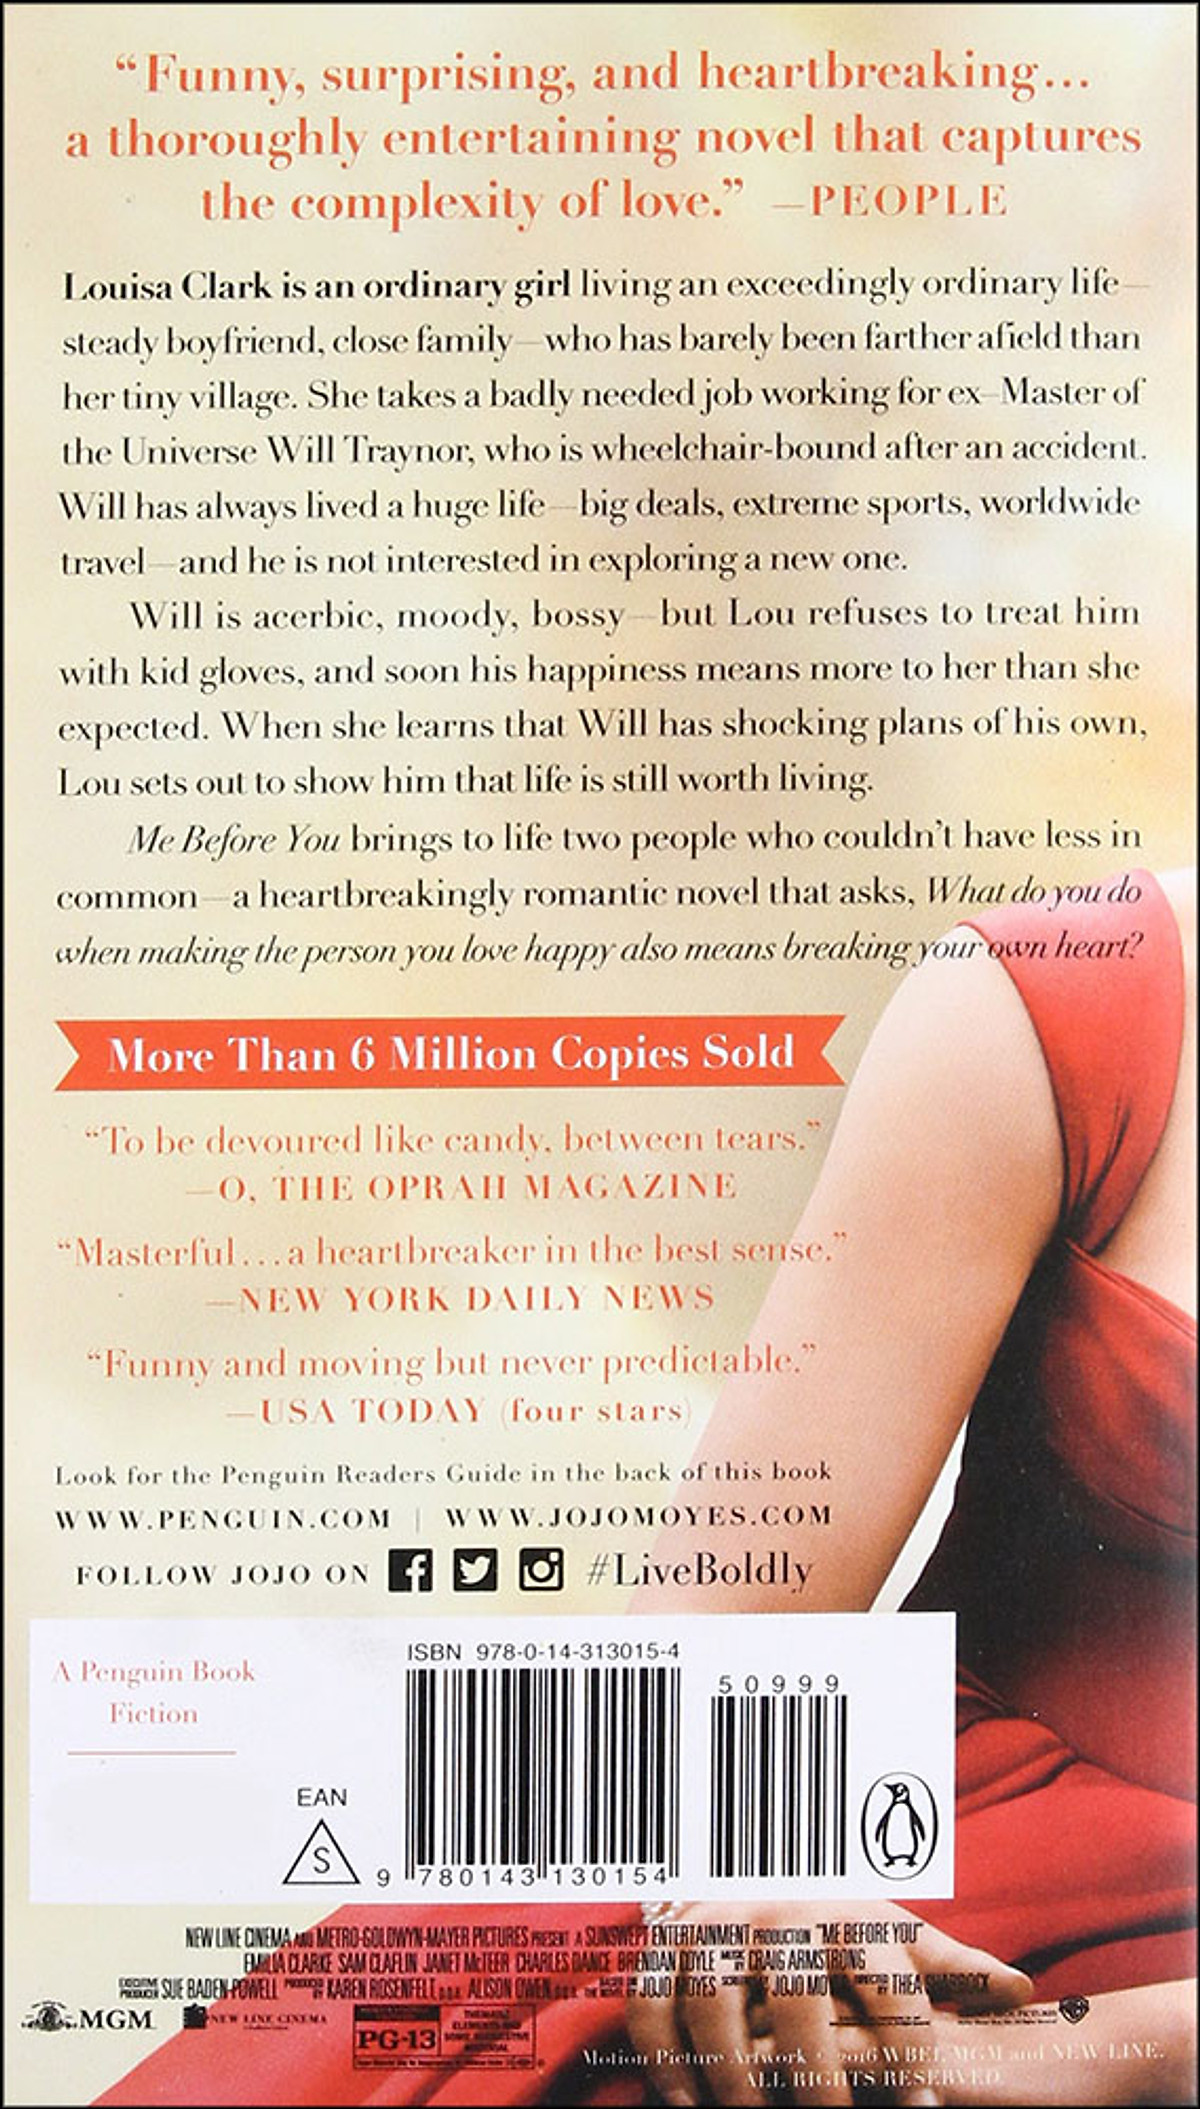 “Funny, surprising, and heartbreaking...
a thoroughly entertaining novel that captures
the complexity of love.” —PEOPLE
Louisa Clark is an ordinary girl living an exceedingly ordinary life—
steady boyfriend, close family—who has barely been farther afield than
her tiny village. She takes a badly needed job working for ex–Master of
the Universe Will Traynor, who is wheelchair-bound after an accident.
Will has always lived a huge life—big deals, extreme sports, worldwide
travel—and he is not interested in exploring a new one.
Will is acerbic, moody, bossy—but Lou refuses to treat him
with kid gloves, and soon his happiness means more to her than she
expected. When she learns that Will has shocking plans of his own,
Lou sets out to show him that life is still worth living.
Me Before You brings to life two people who couldn’t have less in
common—a heartbreakingly romantic novel that asks, What do you do
when making the person you love happy also means breaking your own heart?
More Than 6 Million Copies Sold
“To be devoured like candy, between tears.”
—O, THE OPRAH MAGAZINE
“Masterful...a heartbreaker in the best sense.”
—NEW YORK DAILY NEWS
“Funny and moving but never predictable.”
—USA TODAY (four stars)
Look for the Penguin Readers Guide in the back of this book
WWW.PENGUIN.COM | WWW.JOJOMOYES.COM
FOLLOW JOJO ON #LiveBoldly
A Penguin Book
Fiction
ISBN 978-0-14-313015-4
50999
EAN
S
9 780143 130154
NEW LINE CINEMA AND METRO-GOLDWYN-MAYER PICTURES PRESENT A SUNSWEPT ENTERTAINMENT PRODUCTION "ME BEFORE YOU"
EMILIA CLARKE SAM CLAFLIN JANET McTEER CHARLES DANCE BRENDAN COYLE MUSIC BY CRAIG ARMSTRONG
EXECUTIVE PRODUCER SUE BADEN-POWELL PRODUCED BY KAREN ROSENFELT p.g.a. ALISON OWEN p.g.a. BASED ON THE NOVEL BY JOJO MOYES JOJO DIRECTED BY THEA
MGM
NEW LINE CINEMA
PG-13
THEMATIC
ELEMENTS AND
SOME SUGGESTIVE
MATERIAL
Motion Picture Artwork © 2016 WBEI, MGM and NEW LINE.
ALL RIGHTS RESERVED.